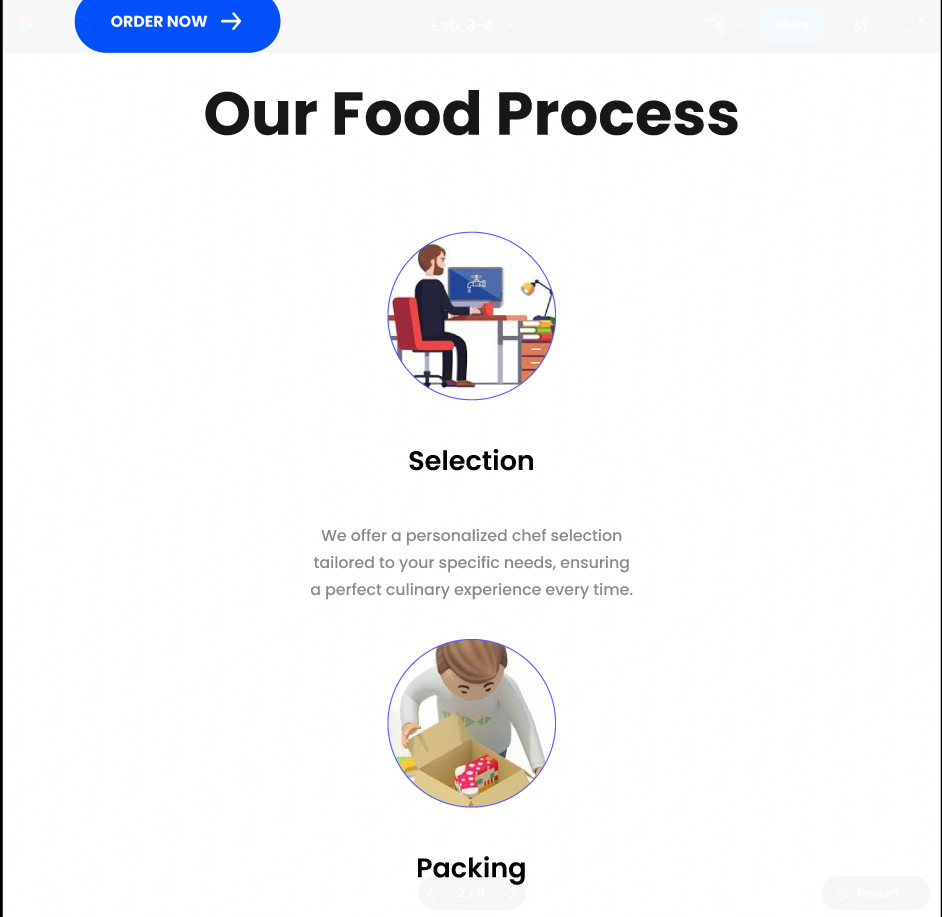 ORDER NOW
Lab_3-4
Share
Our Food Process
Selection
We offer a personalized chef selection
tailored to your specific needs, ensuring
a perfect culinary experience every time.
Packing
2 / 9
Restart